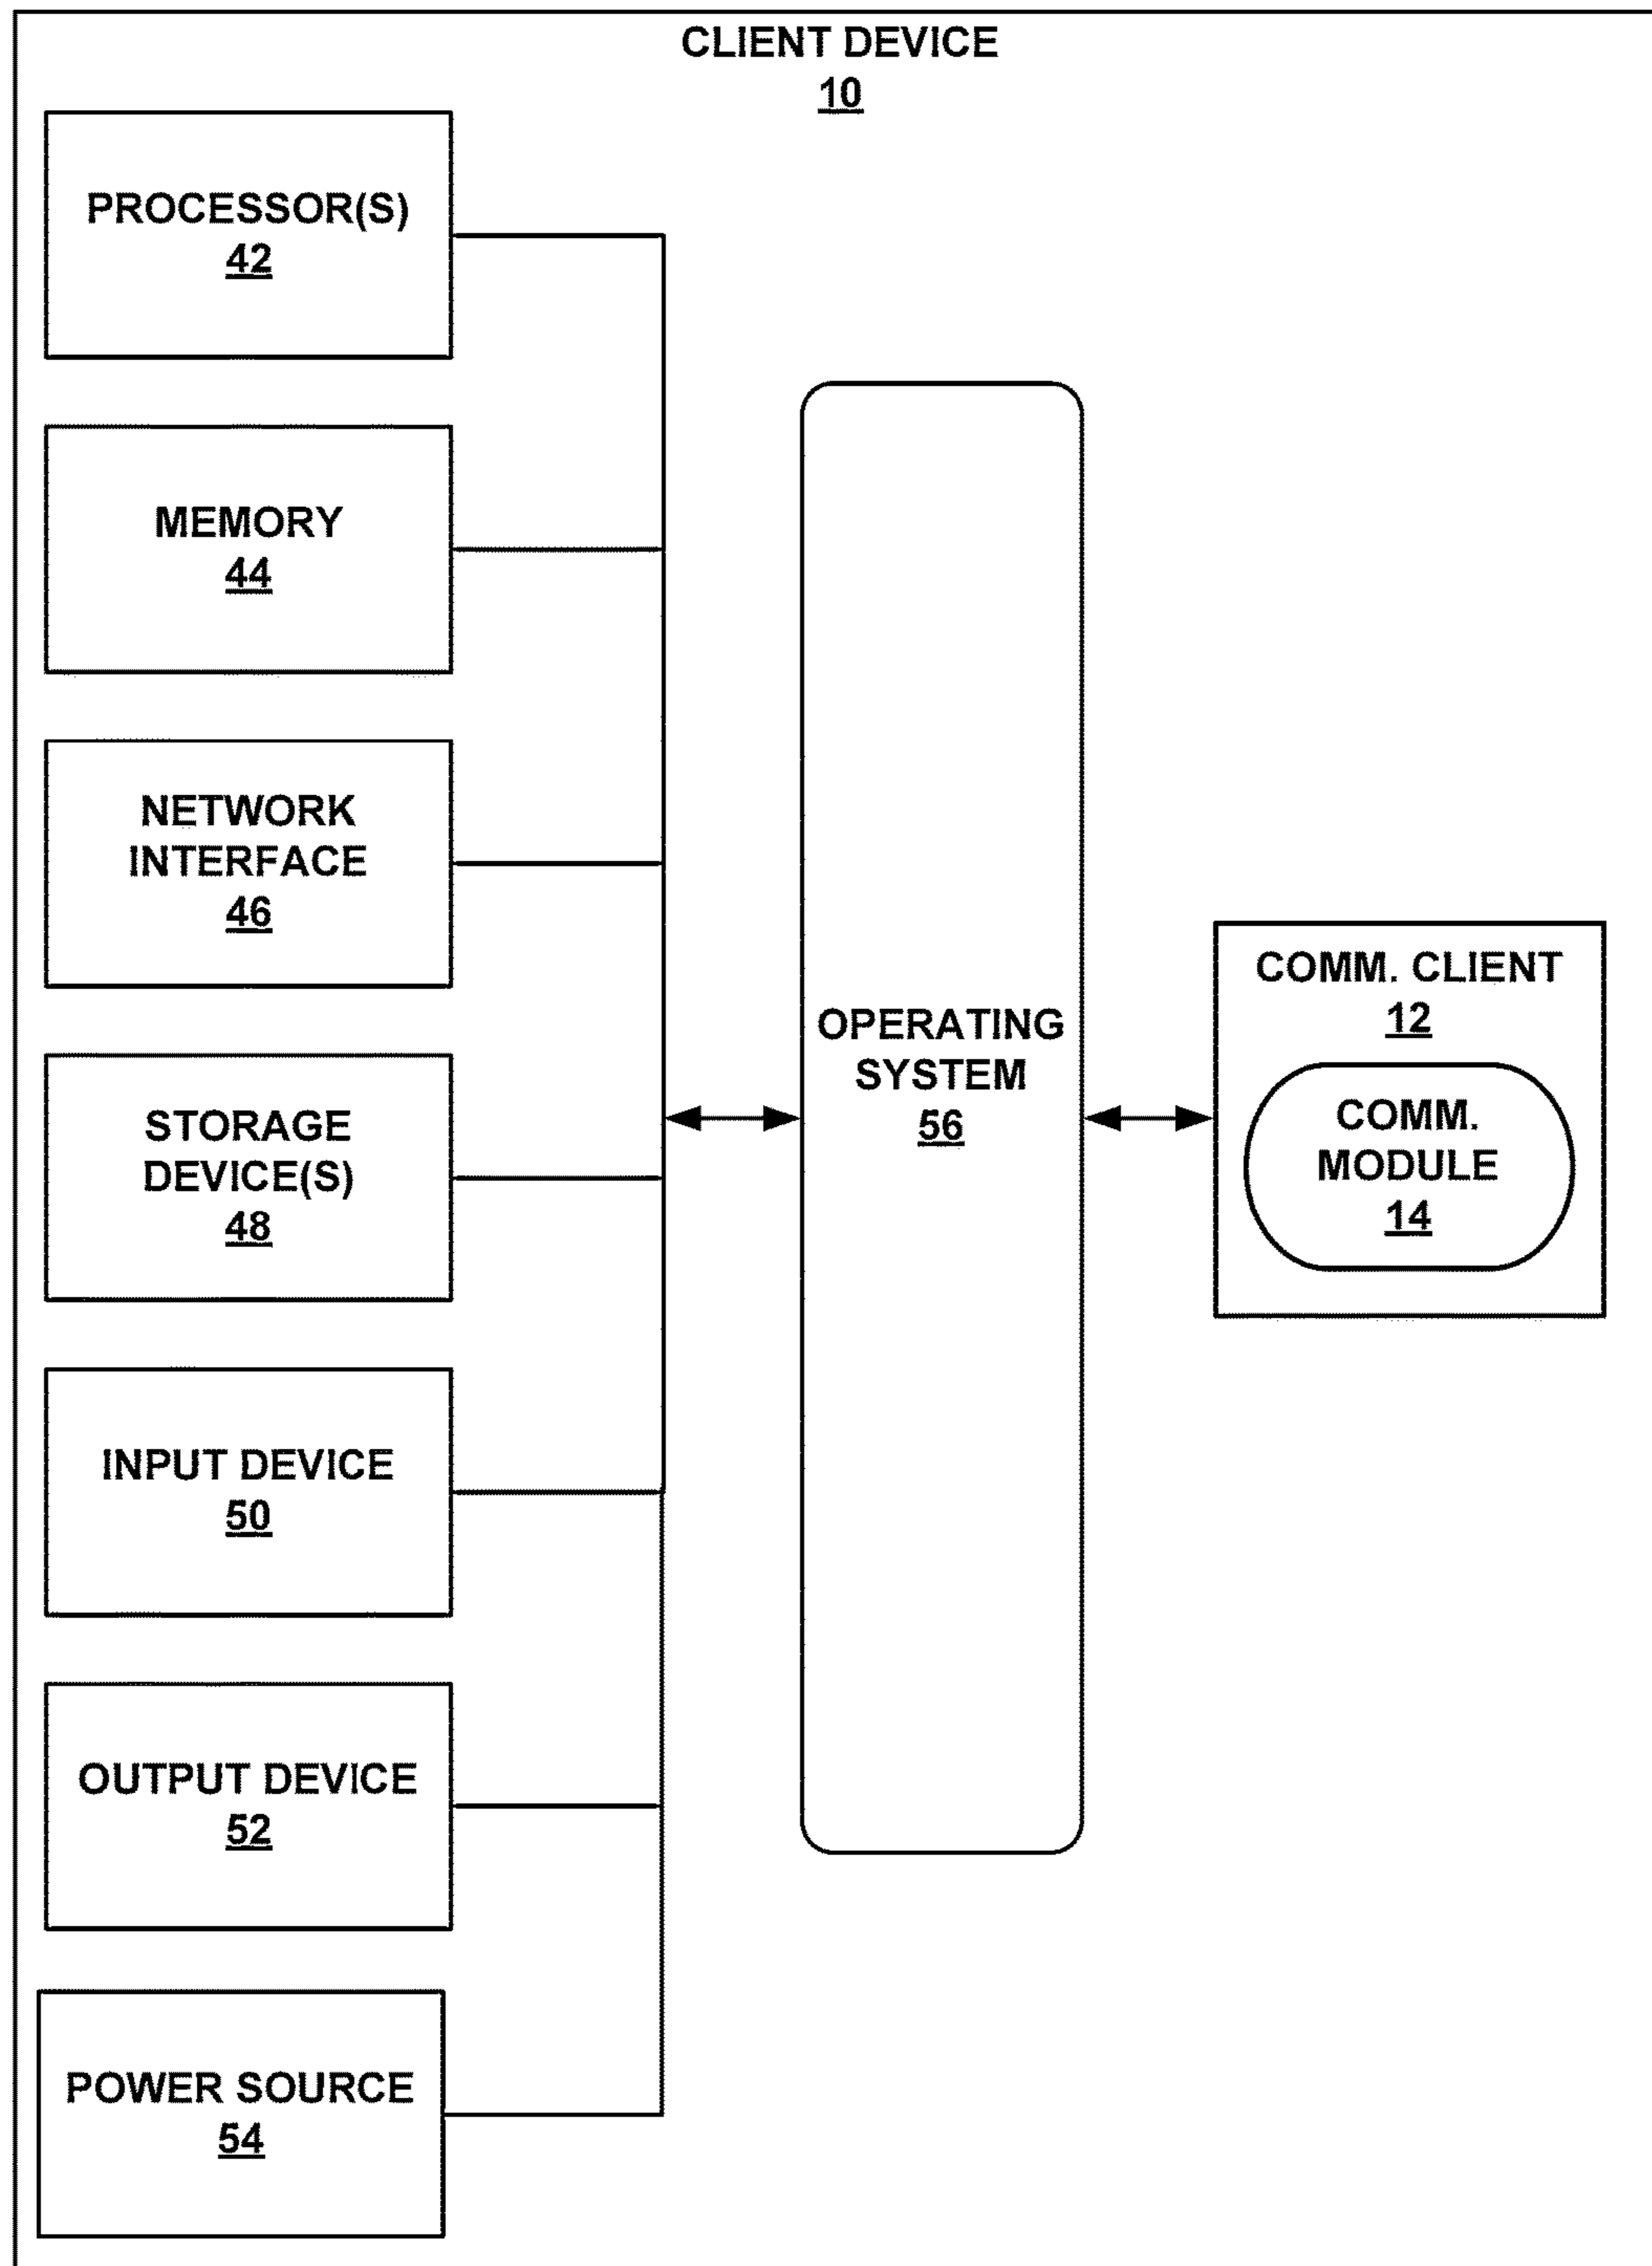 CLIENT DEVICE
10
PROCESSOR(S)
42
MEMORY
44
NETWORK
INTERFACE
46
STORAGE
DEVICE(S)
48
INPUT DEVICE
50
OUTPUT DEVICE
52
POWER SOURCE
54
OPERATING
SYSTEM
56
COMM. CLIENT
12
COMM.
MODULE
14